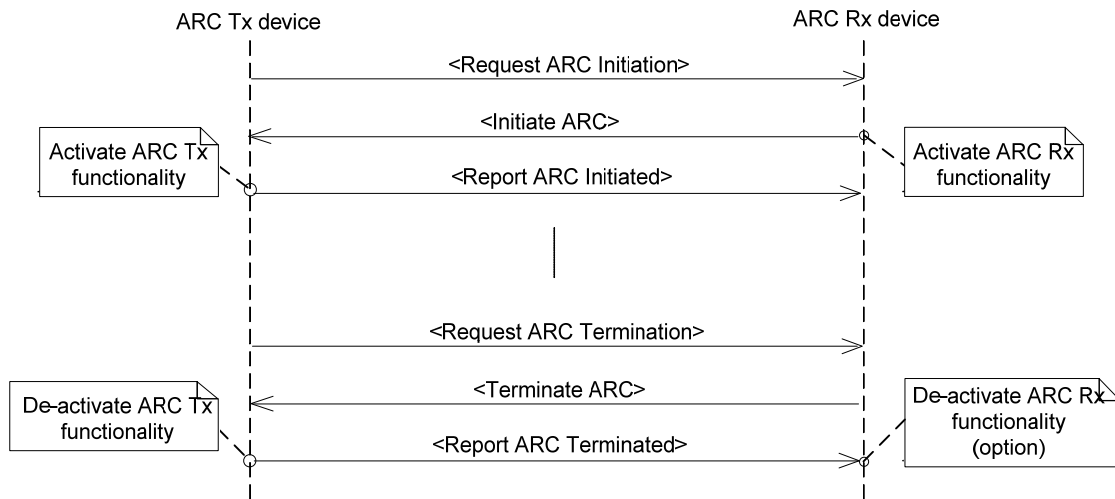 ARC Tx device
ARC Rx device
<Request ARC Initiation>
<Initiate ARC>
Activate ARC Tx
functionality
Activate ARC Rx
functionality
<Report ARC Initiated>
<Request ARC Termination>
<Terminate ARC>
De-activate ARC Tx
functionality
De-activate ARC Rx
functionality
(option)
<Report ARC Terminated>